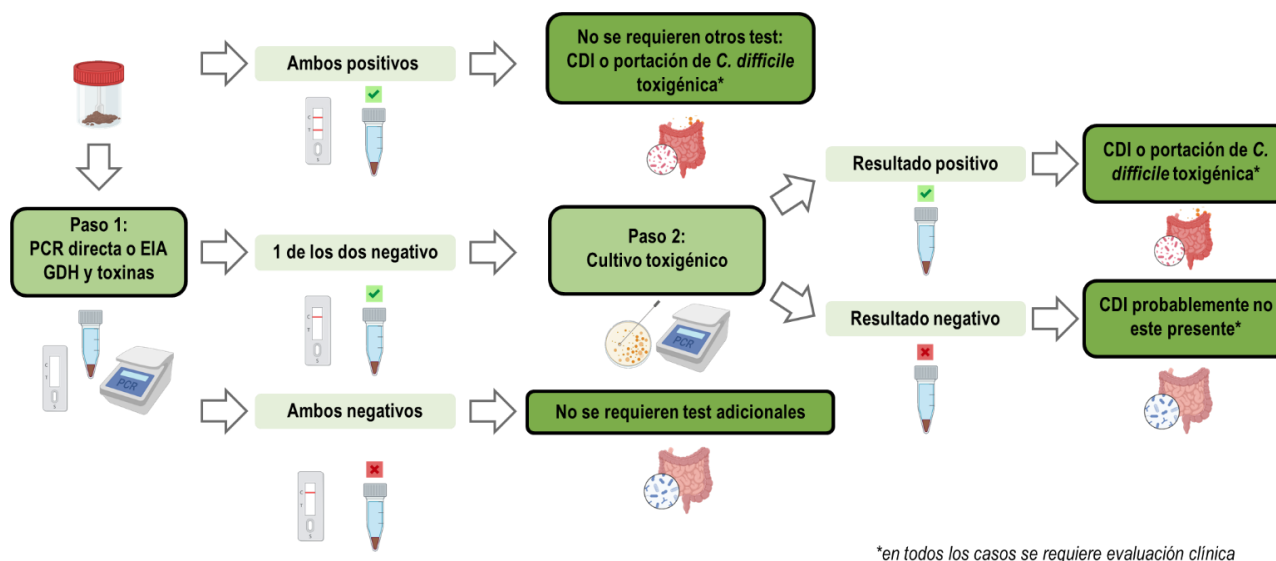 Ambos positivos
No se requieren otros test:
CDI o portación de C. difficile
toxigénica*
Paso 1:
PCR directa o EIA
GDH y toxinas
1 de los dos negativo
Paso 2:
Cultivo toxigénico
Resultado positivo
CDI o portación de C.
difficile toxigénica*
Resultado negativo
CDI probablemente no
este presente*
Ambos negativos
No se requieren test adicionales
C
T
S
C
T
S
C
T
S
C
T
S
PCR
PCR
*en todos los casos se requiere evaluación clínica